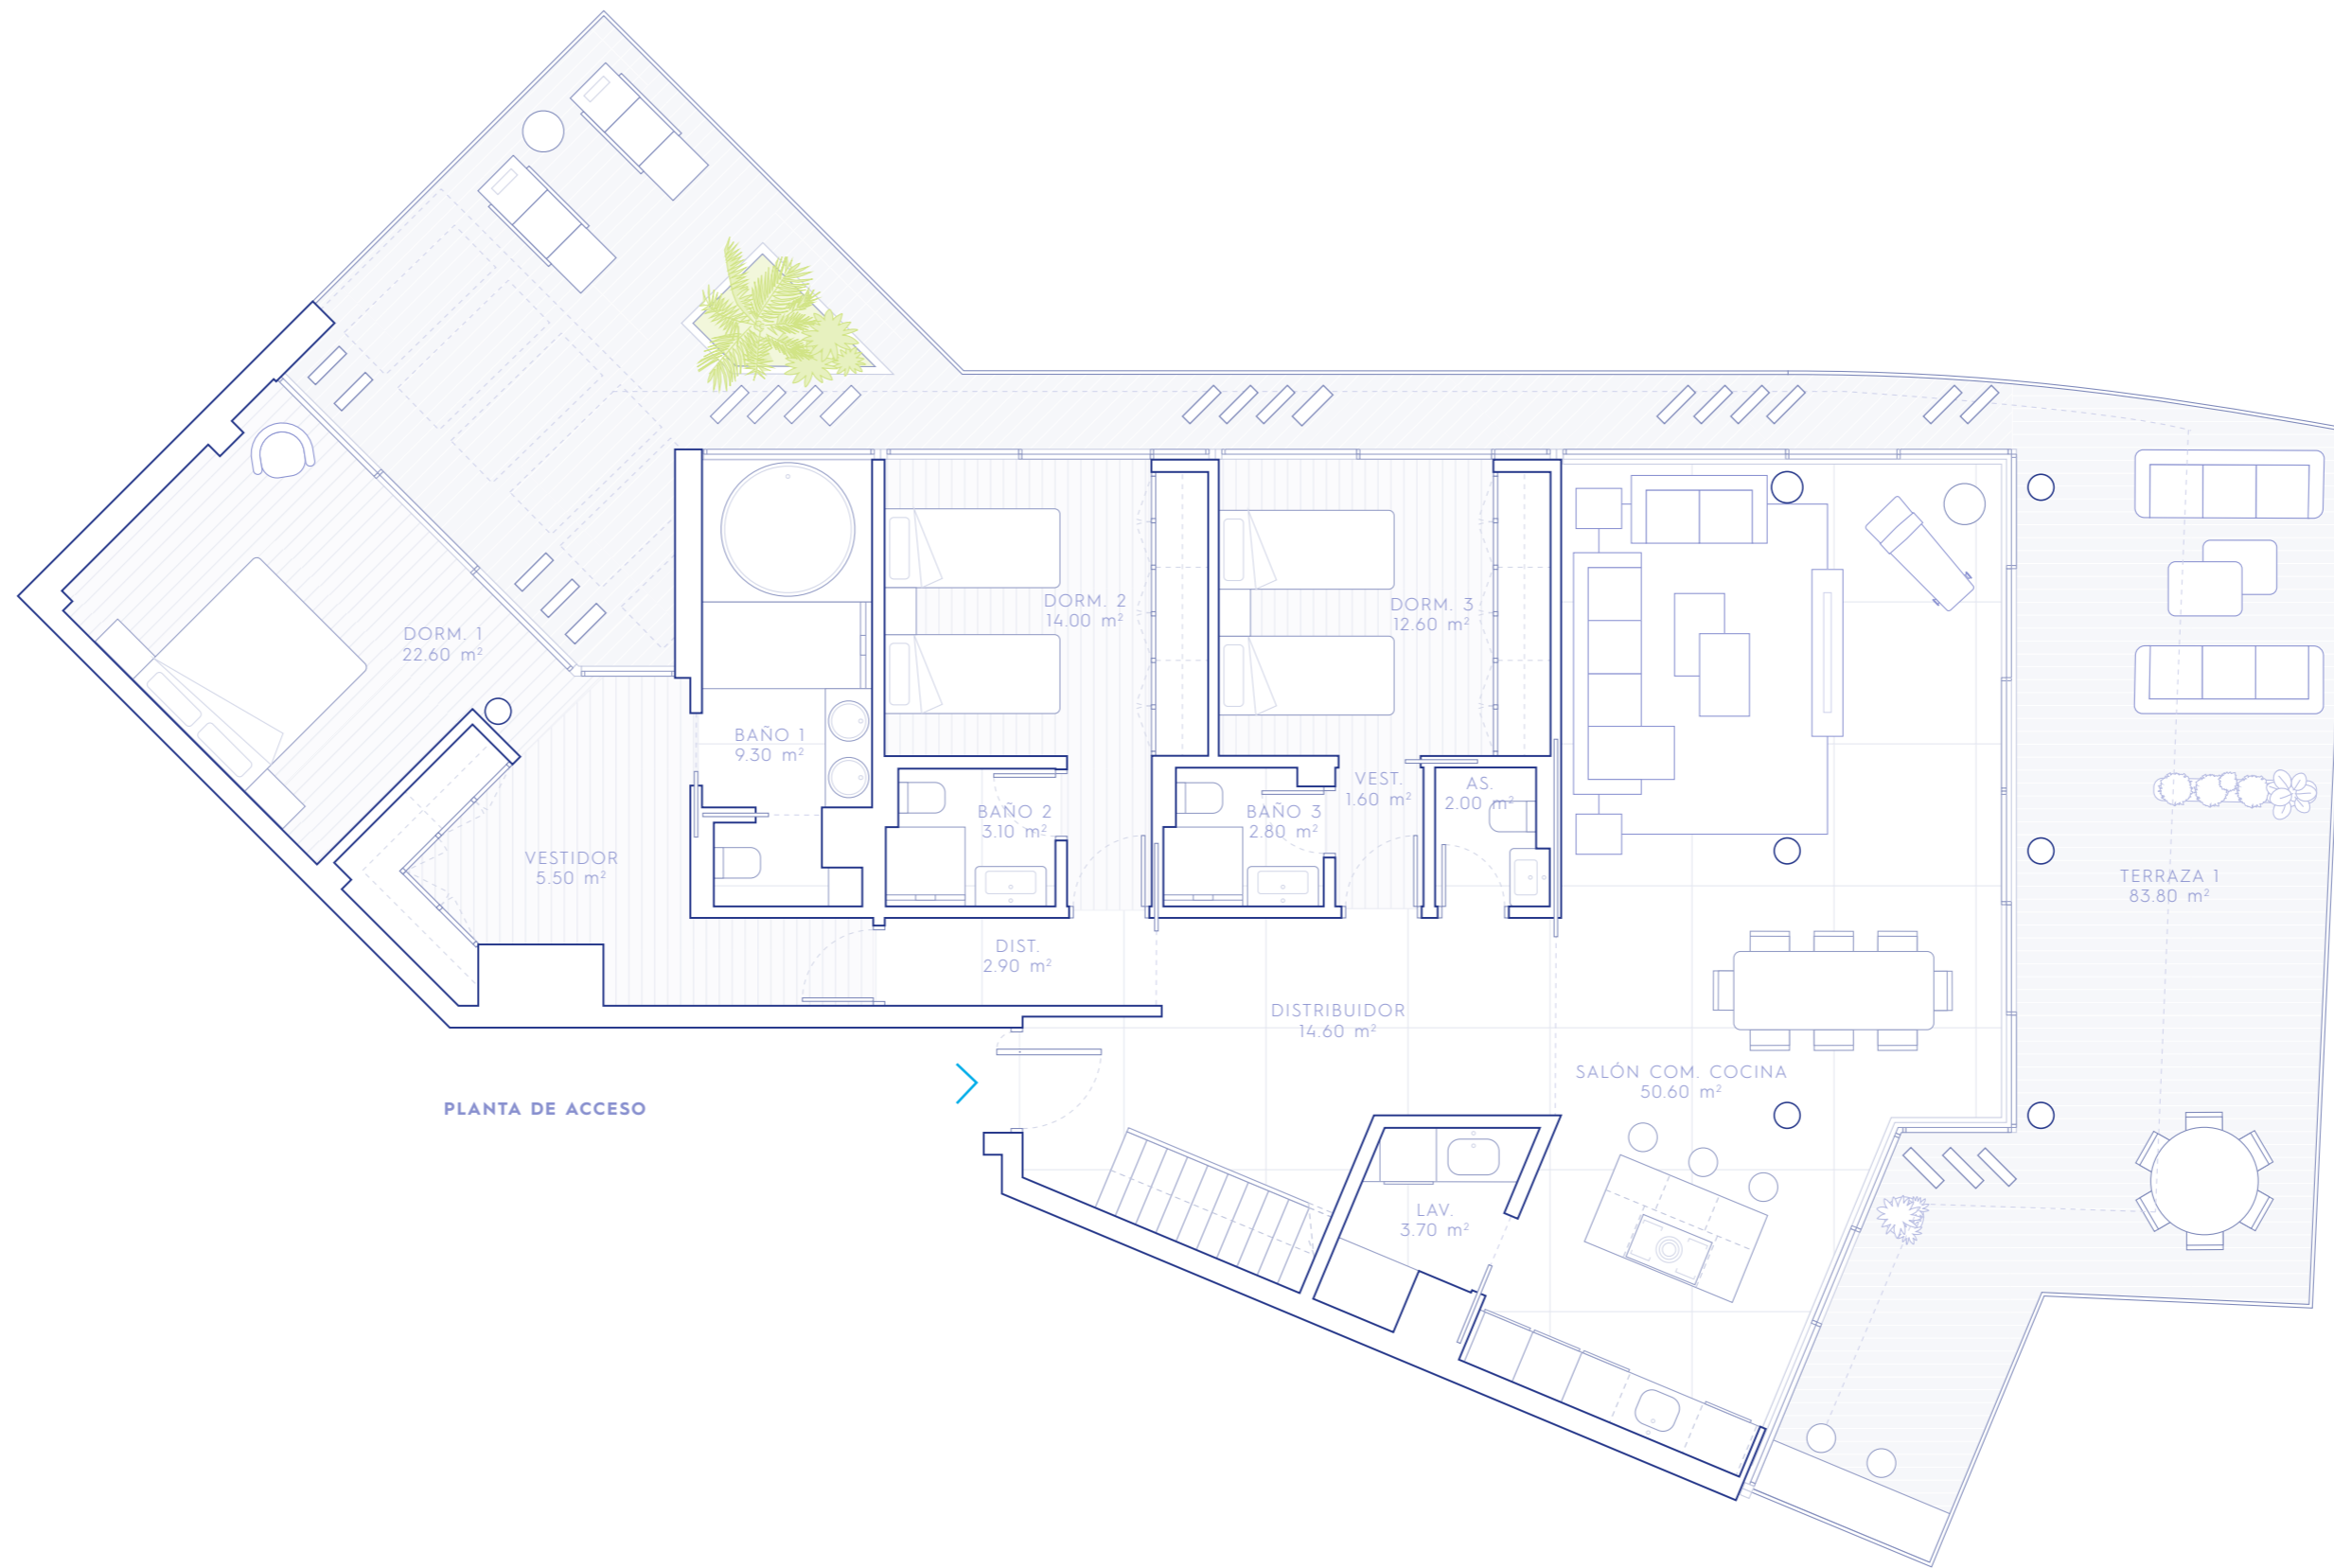 DORM. 1
22.60 m²
DORM. 2
14.00 m²
DORM. 3
12.60 m²
BAÑO 1
9.30 m²
VEST.
1.60 m²
AS.
2.00 m²
BAÑO 2
3.10 m²
BAÑO 3
2.80 m²
VESTIDOR
5.50 m²
TERRAZA 1
83.80 m²
DIST.
2.90 m²
DISTRIBUIDOR
14.60 m²
SALÓN COM. COCINA
50.60 m²
PLANTA DE ACCESO
LAV.
3.70 m²